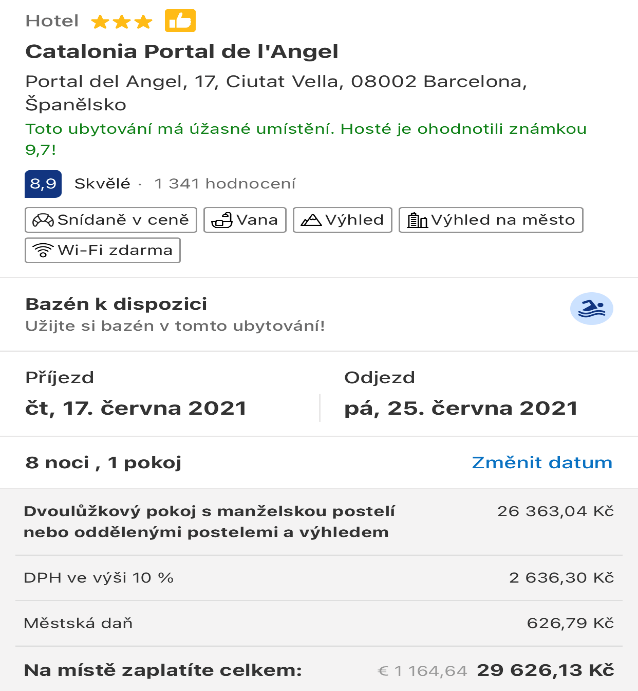 Hotel
Catalonia Portal de l'Angel
Portal del Angel, 17, Ciutat Vella, 08002 Barcelona,
Španělsko
Toto ubytování má úžasné umístění. Hosté je ohodnotili známkou
9,7!
8,9 Skvělé · 1 341 hodnocení
Snídaně v ceně Vana Výhled Výhled na město
Wi-Fi zdarma
Bazén k dispozici
Užijte si bazén v tomto ubytování!
Příjezd Odjezd
čt, 17. června 2021 pá, 25. června 2021
8 noci , 1 pokoj Změnit datum
Dvoulůžkový pokoj s manželskou postelí 26 363,04 Kč
nebo oddělenými postelemi a výhledem
DPH ve výši 10 % 2 636,30 Kč
Městská daň 626,79 Kč
Na místě zaplatíte celkem: € 1 164,64 29 626,13 Kč